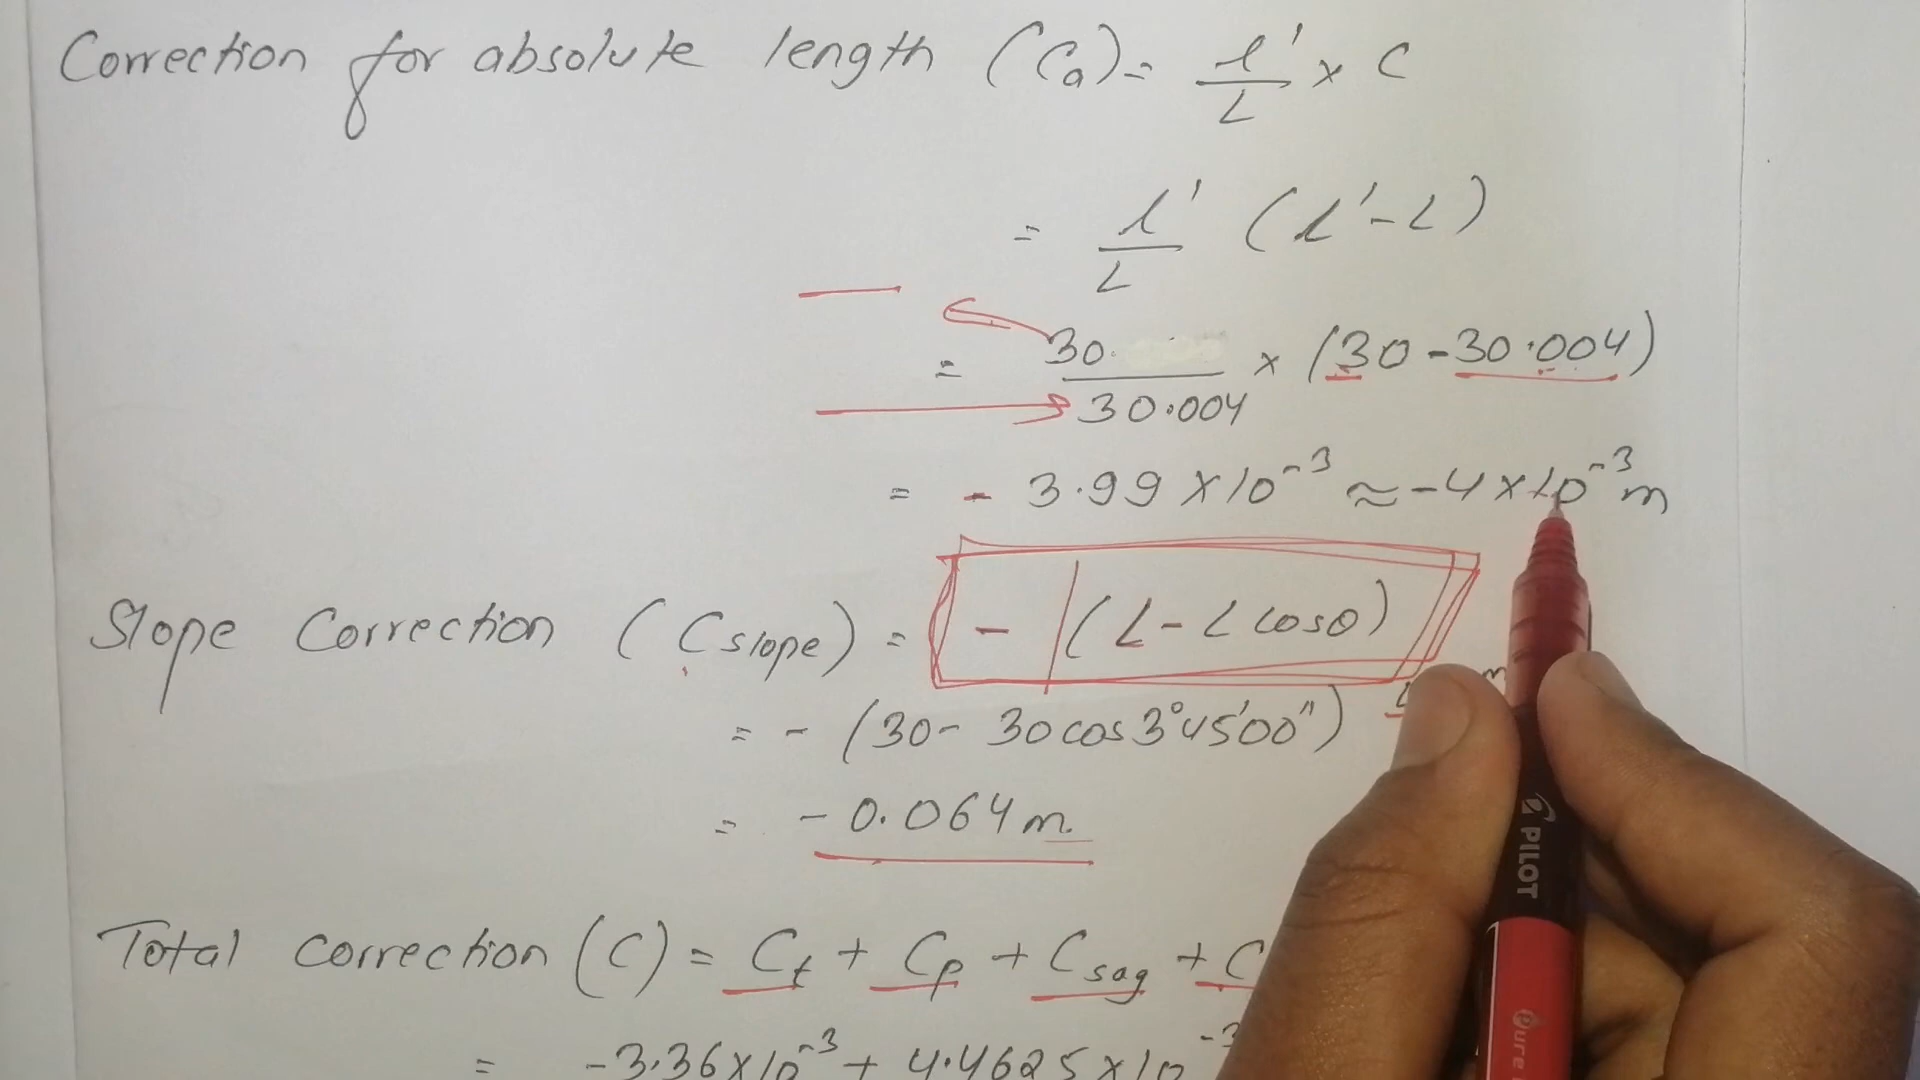 Correction for absolute length (Ca) = l'/L x C
= l'/L (L'-L)
= 30./30.004 x (30-30.004)
= - 3.99 x 10⁻³ ≈ -4 x 10⁻³ m
Slope Correction (Cslope) = - (L - L cosθ)
= - (30 - 30 cos 3°45'00")
= - 0.064 m
Total correction (C) = Ct + Cp + Csag + C
= -3.36 x 10⁻³ + 4.4625 x 10⁻³
PILOT
Pure